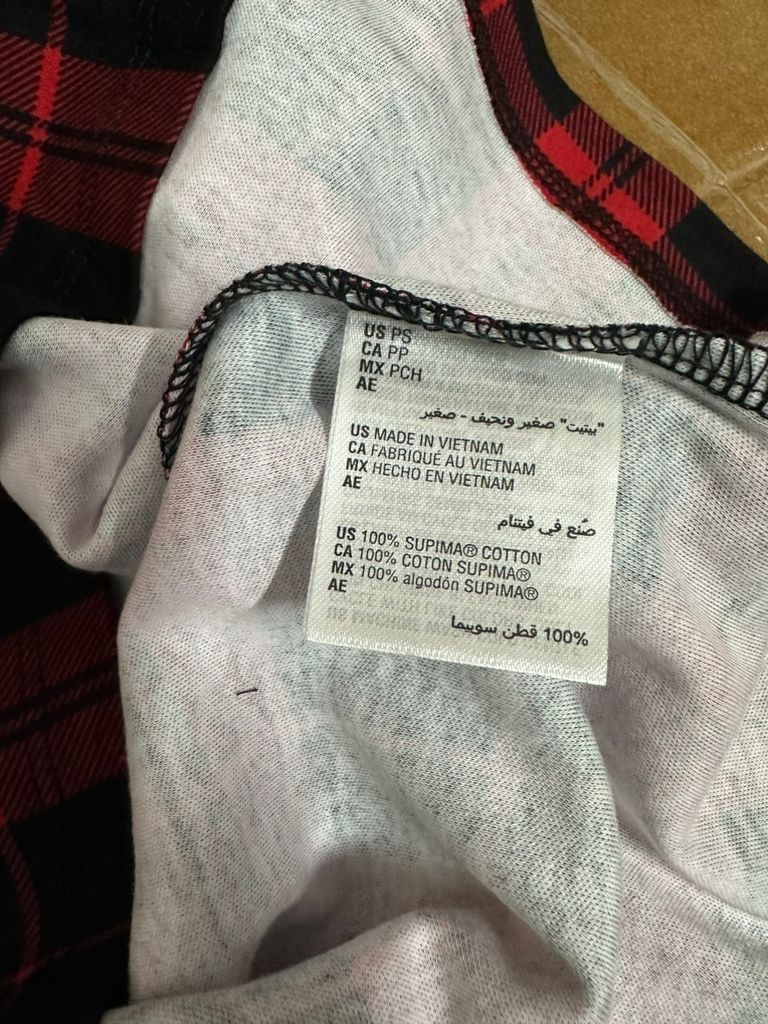 US PS
CA PP
MX PCH
AE
"بيتيت" صغير ونحيف - صغير
US MADE IN VIETNAM
CA FABRIQUÉ AU VIETNAM
MX HECHO EN VIETNAM
AE
صُنع في فيتنام
US 100% SUPIMA® COTTON
CA 100% COTON SUPIMA®
MX 100% algodón SUPIMA®
AE
100% قطن سوبيما